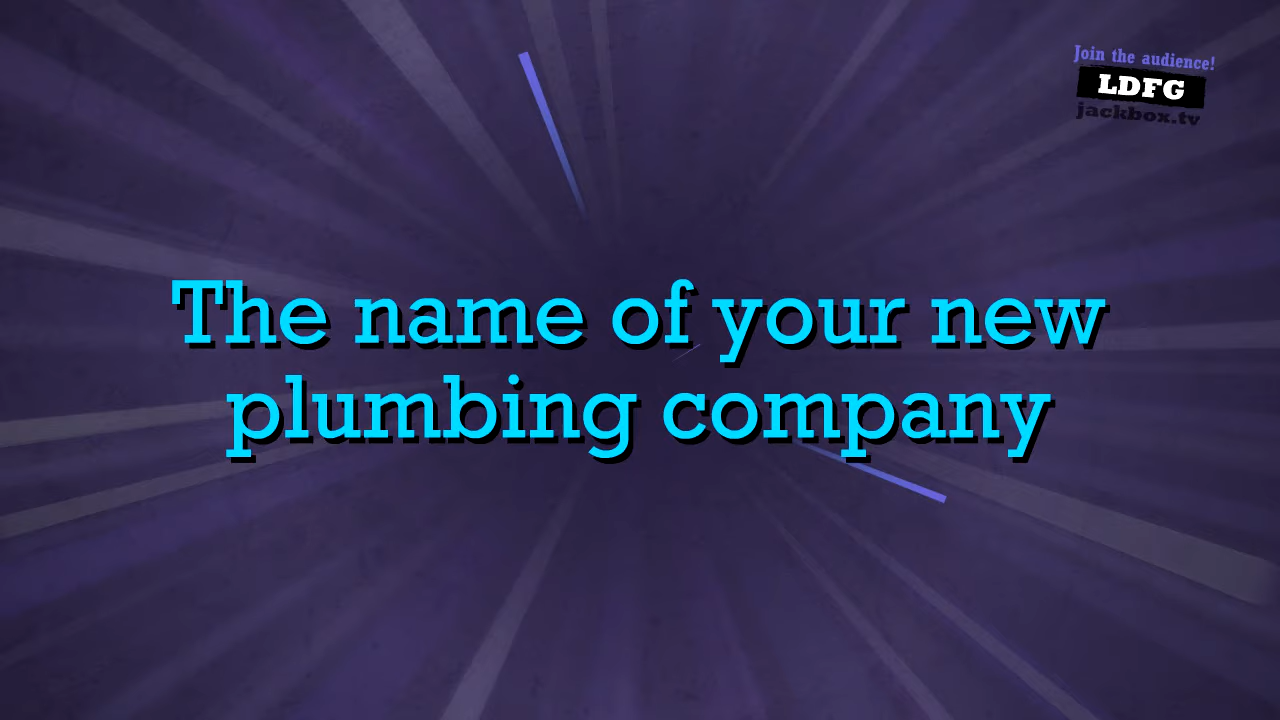 Join the audience!
LDFG
jackbox.tv
The name of your new
plumbing company